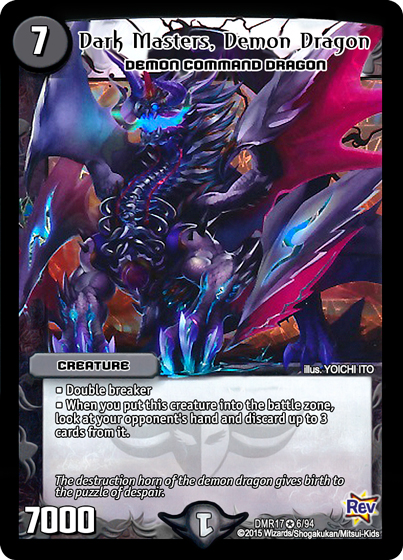 7
Dark Masters, Demon Dragon
DEMON COMMAND DRAGON
illus. YOICHI ITO
CREATURE
▪ Double breaker
▪ When you put this creature into the battle zone,
look at your opponent's hand and discard up to 3
cards from it.
The destruction horn of the demon dragon gives birth to
the puzzle of despair.
Rev
7000
DMR17 ✪ 6/94
©2015 Wizards/Shogakukan/Mitsui-Kids